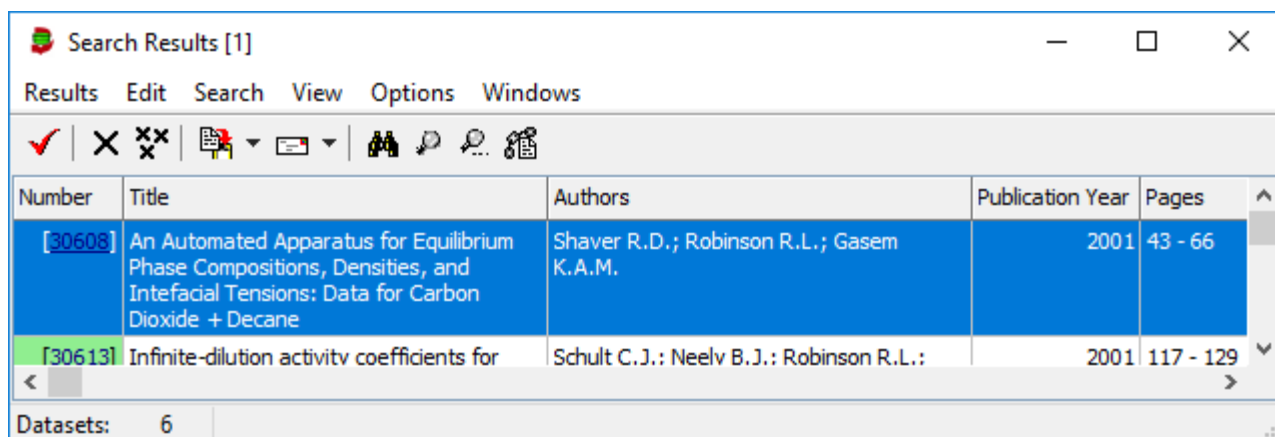 Search Results [1]
Results Edit Search View Options Windows
Number Title Authors Publication Year Pages
[30608] An Automated Apparatus for Equilibrium Shaver R.D.; Robinson R.L.; Gasem 2001 43 - 66
Phase Compositions, Densities, and K.A.M.
Intefacial Tensions: Data for Carbon
Dioxide + Decane
[30613] Infinite-dilution activity coefficients for Schult C.J.; Neely B.J.; Robinson R.L.; 2001 117 - 129
Datasets: 6